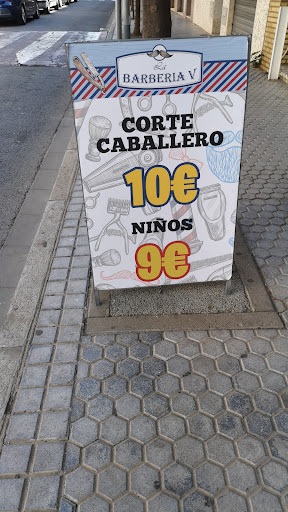 BARBERIA V
CORTE
CABALLERO
10€
NIÑOS
9€